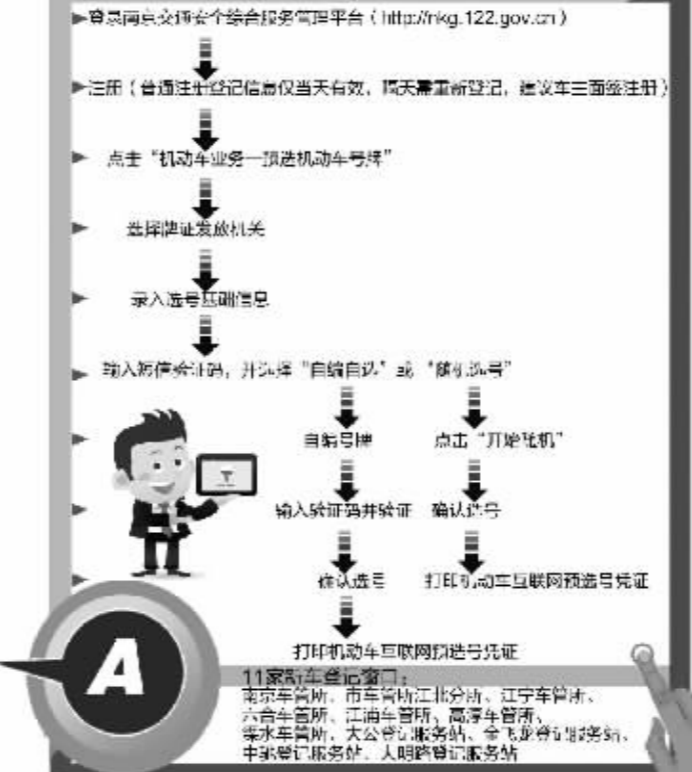 登录南京交通安全综合服务管理平台（http://nkg.122.gov.cn）
注册（普通注册登记信息仅当天有效，隔天需重新登记，建议车主面签注册）
点击“机动车业务—预选机动车号牌”
选择牌证发放机关
录入选号基础信息
输入短信验证码，并选择“自编自选”或“随机选号”
自编号牌 点击“开始随机”
输入验证码并验证 确认选号
确认选号 打印机动车互联网预选号凭证
打印机动车互联网预选号凭证
A
11家新车登记窗口：
南京车管所、市车管所江北分所、江宁车管所、
六合车管所、江浦车管所、高淳车管所、
溧水车管所、大公登记服务站、金飞龙登记服务站、
中驰登记服务站、大明路登记服务站